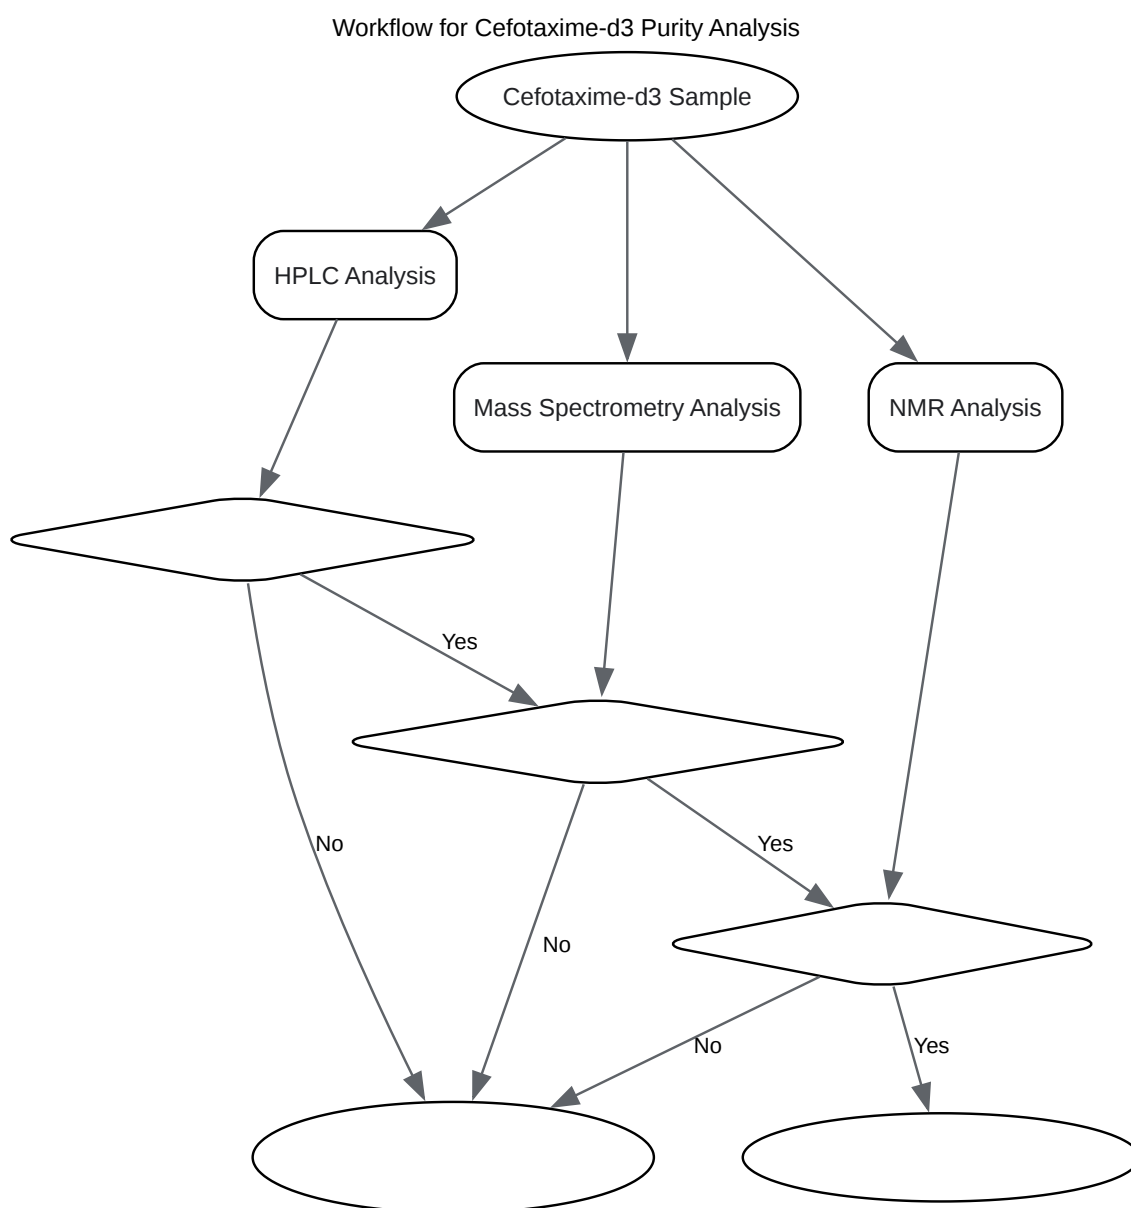 Workflow for Cefotaxime-d3 Purity Analysis
Cefotaxime-d3 Sample
HPLC Analysis
Mass Spectrometry Analysis
NMR Analysis
Yes
No
Yes
No
No
Yes